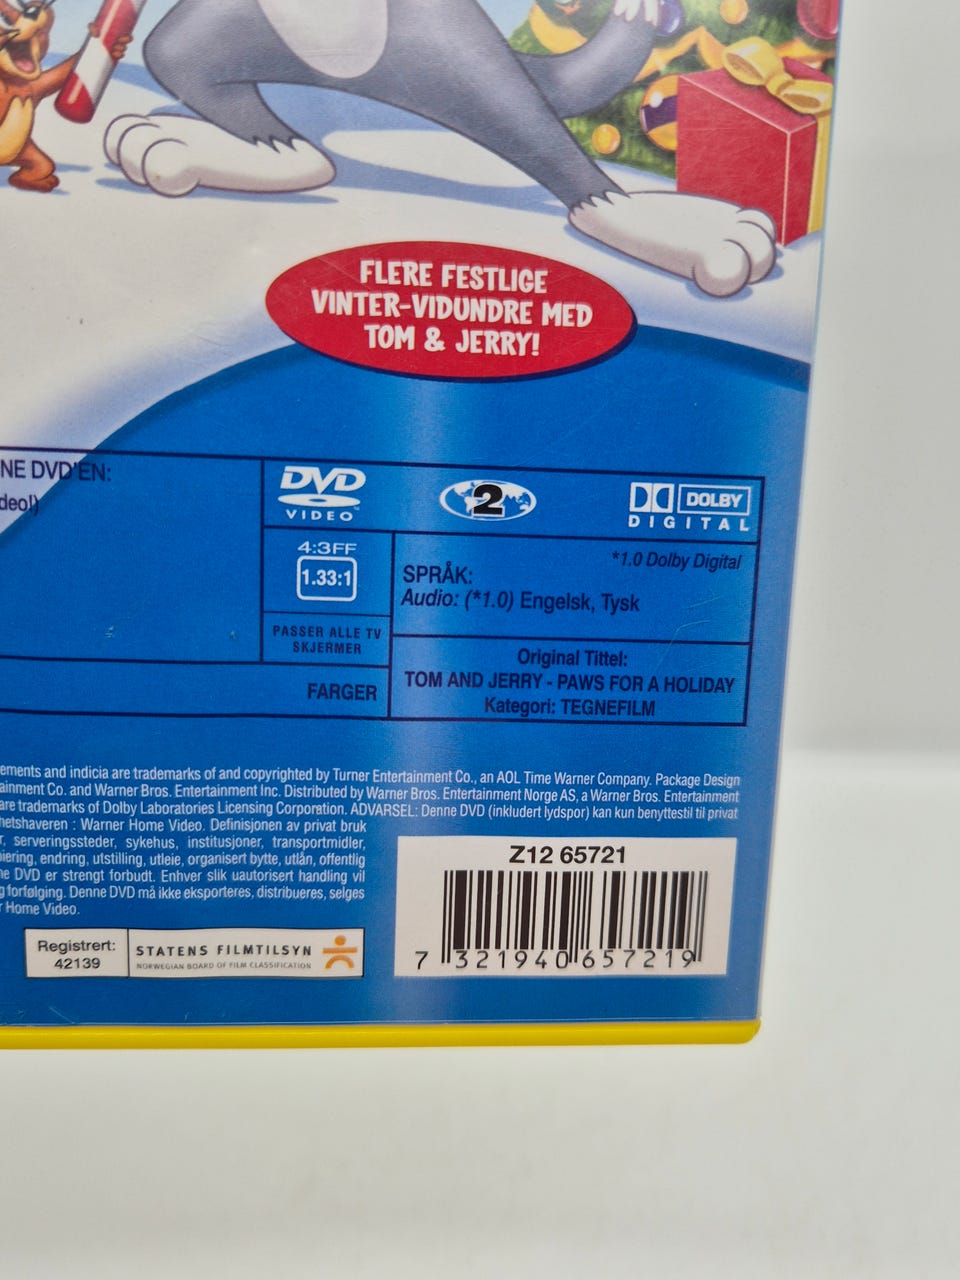 FLERE FESTLIGE
VINTER-VIDUNDRE MED
TOM & JERRY!
NE DVD'EN:
deo!)
DVD
VIDEO
2
DOLBY
DIGITAL
4:3FF
1.33:1
PASSER ALLE TV
SKJERMER
FARGER
*1.0 Dolby Digital
SPRÅK:
Audio: (*1.0) Engelsk, Tysk
Original Tittel:
TOM AND JERRY - PAWS FOR A HOLIDAY
Kategori: TEGNEFILM
ements and indicia are trademarks of and copyrighted by Turner Entertainment Co., an AOL Time Warner Company. Package Design
ainment Co. and Warner Bros. Entertainment Inc. Distributed by Warner Bros. Entertainment Norge AS, a Warner Bros. Entertainment
are trademarks of Dolby Laboratories Licensing Corporation. ADVARSEL: Denne DVD (inkludert lydspor) kan kun benyttestil til privat
hetshaveren : Warner Home Video. Definisjonen av privat bruk
r, serveringssteder, sykehus, institusjoner, transportmidler,
iering, endring, utstilling, utleie, organisert bytte, utlån, offentlig
ne DVD er strengt forbudt. Enhver slik uautorisert handling vil
g forfølging. Denne DVD må ikke eksporteres, distribueres, selges
r Home Video.
Registrert:
42139
STATENS FILMTILSYN
NORWEGIAN BOARD OF FILM CLASSIFICATION
Z12 65721
7 321940 657219